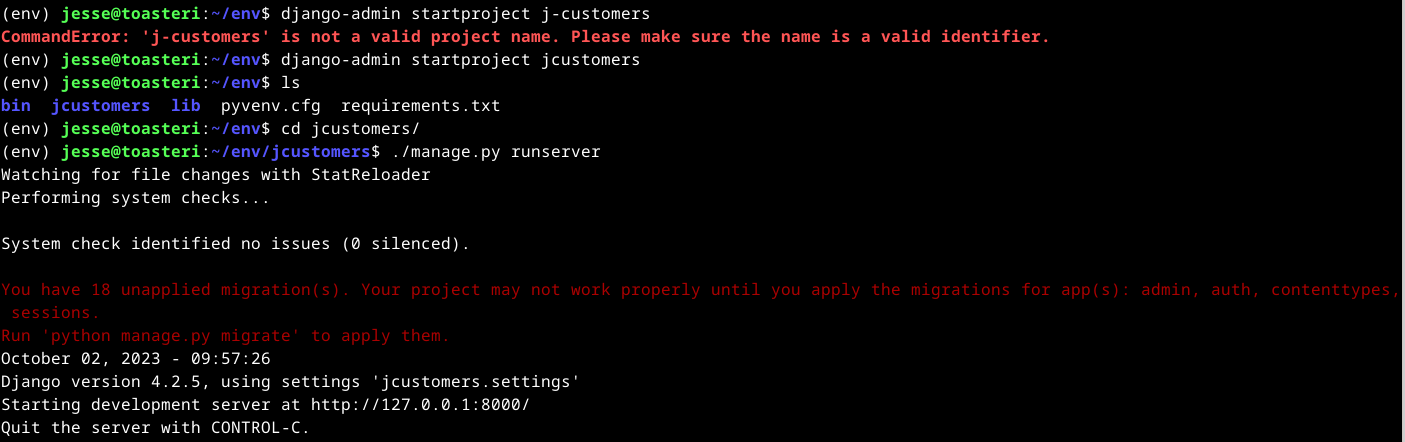 (env) jesse@toasteri:~/env$ django-admin startproject j-customers
CommandError: 'j-customers' is not a valid project name. Please make sure the name is a valid identifier.
(env) jesse@toasteri:~/env$ django-admin startproject jcustomers
(env) jesse@toasteri:~/env$ ls
bin  jcustomers  lib  pyvenv.cfg  requirements.txt
(env) jesse@toasteri:~/env$ cd jcustomers/
(env) jesse@toasteri:~/env/jcustomers$ ./manage.py runserver
Watching for file changes with StatReloader
Performing system checks...
System check identified no issues (0 silenced).
You have 18 unapplied migration(s). Your project may not work properly until you apply the migrations for app(s): admin, auth, contenttypes,
sessions.
Run 'python manage.py migrate' to apply them.
October 02, 2023 - 09:57:26
Django version 4.2.5, using settings 'jcustomers.settings'
Starting development server at http://127.0.0.1:8000/
Quit the server with CONTROL-C.